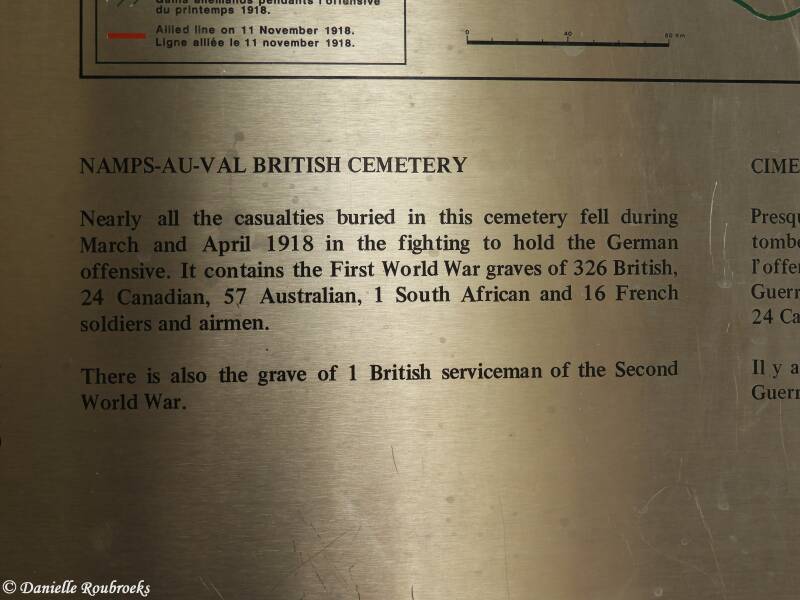 Gains allemands pendants l'offensive
du printemps 1918.
Allied line on 11 November 1918.
Ligne alliée le 11 november 1918.
0 40 80 Km
NAMPS-AU-VAL BRITISH CEMETERY
Nearly all the casualties buried in this cemetery fell during
March and April 1918 in the fighting to hold the German
offensive. It contains the First World War graves of 326 British,
24 Canadian, 57 Australian, 1 South African and 16 French
soldiers and airmen.
There is also the grave of 1 British serviceman of the Second
World War.
CIME
Presqu
tombe
l'offen
Guerr
24 Ca
Il y a
Guerr
© Danielle Roubroeks